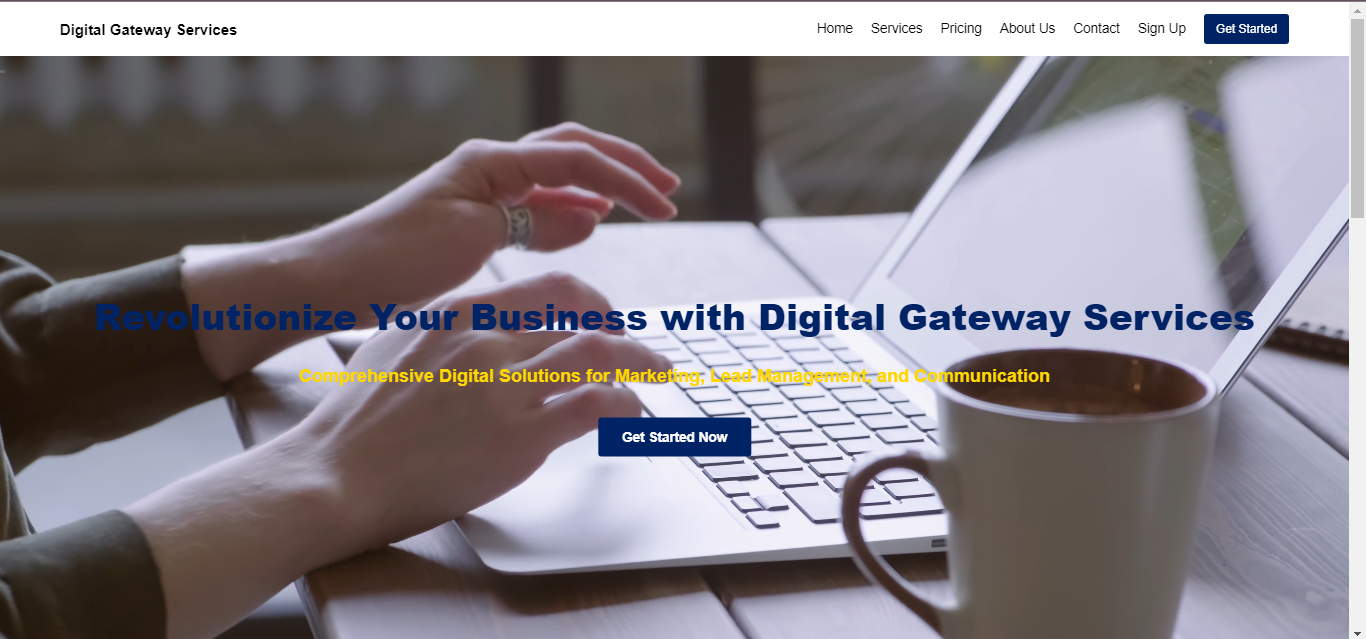 Digital Gateway Services
Home Services Pricing About Us Contact Sign Up Get Started
Revolutionize Your Business with Digital Gateway Services
Comprehensive Digital Solutions for Marketing, Lead Management, and Communication
Get Started Now